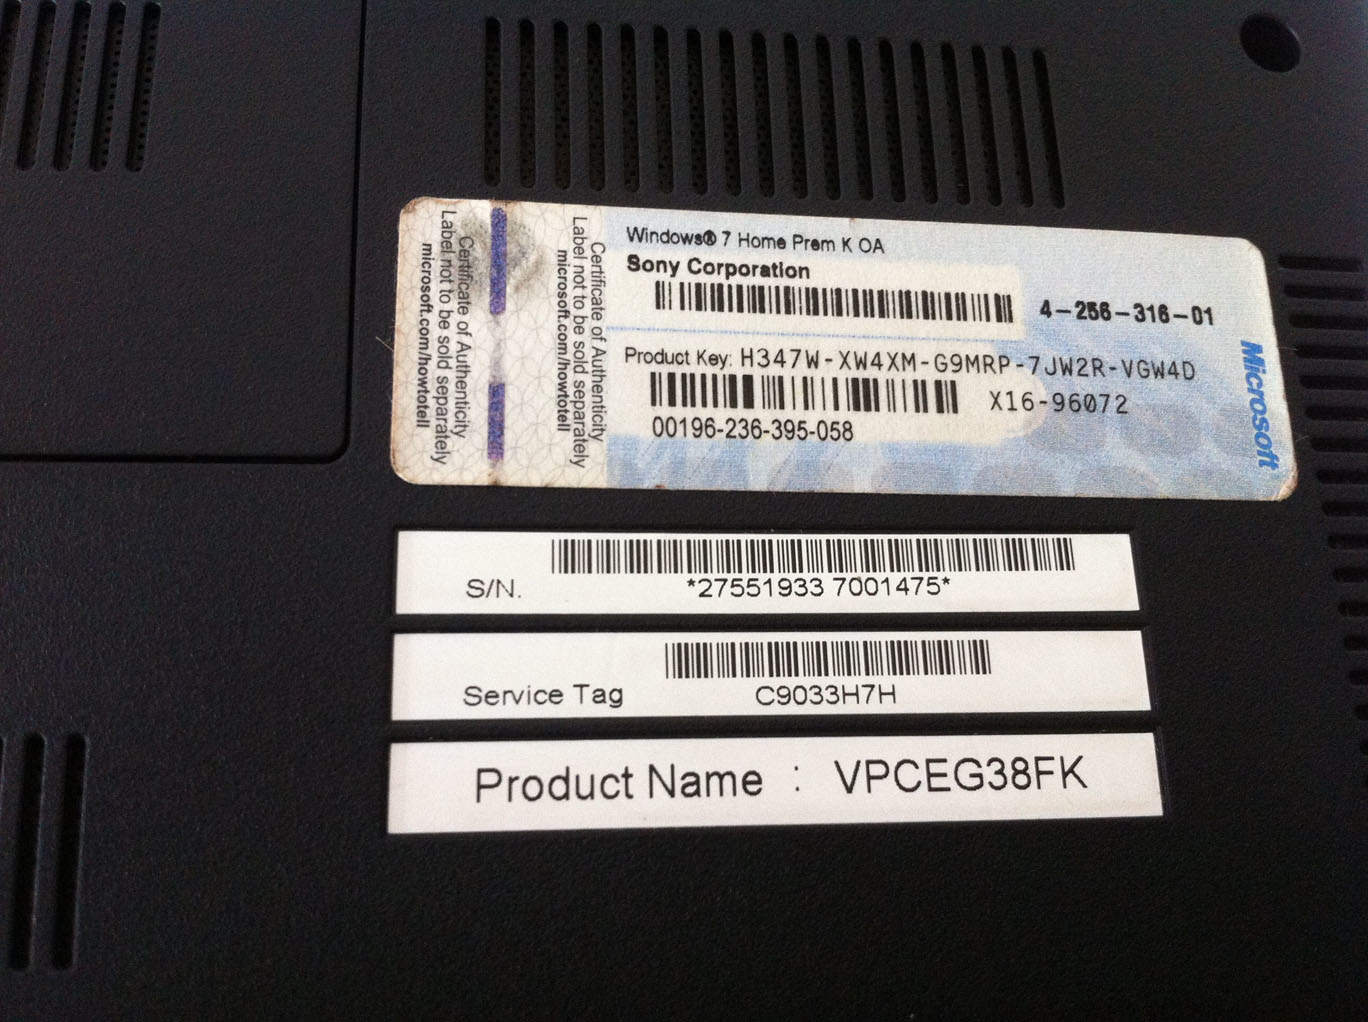 Certificate of Authenticity
Label not to be sold separately
microsoft.com/howtotell
Certificate of Authenticity
Label not to be sold separately
microsoft.com/howtotell
Windows® 7 Home Prem K OA
Sony Corporation
4-256-316-01
Product Key: H347W-XW4XM-G9MRP-7JW2R-VGW4D
X16-96072
00196-236-395-058
Microsoft
S/N.
*27551933 7001475*
Service Tag
C9033H7H
Product Name : VPCEG38FK